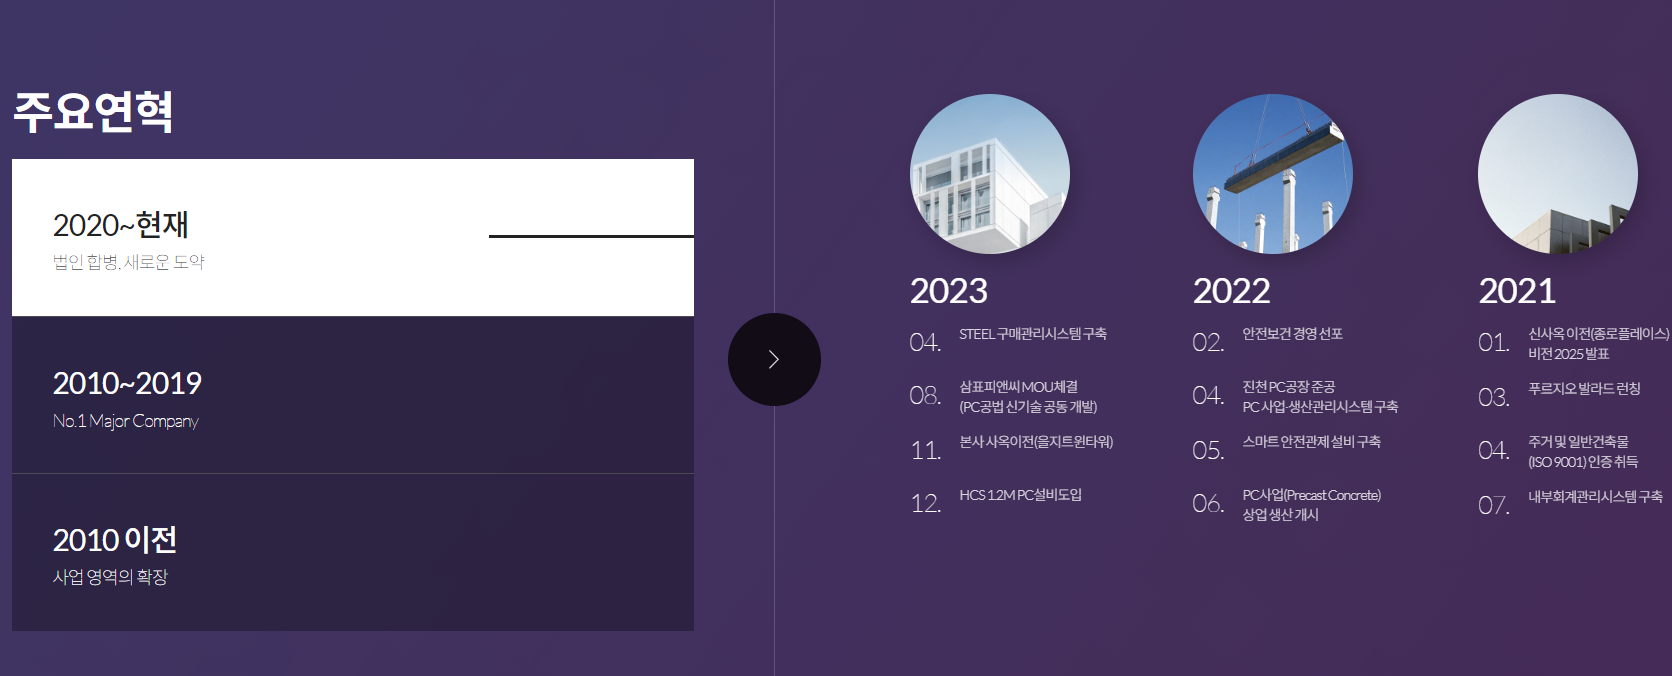 주요연혁
2020~현재
법인 합병, 새로운 도약
2010~2019
No.1 Major Company
2010 이전
사업 영역의 확장
2023
04. STEEL 구매관리시스템 구축
08. 삼표피앤씨 MOU체결
(PC공법 신기술 공동 개발)
11. 본사 사옥이전(을지트윈타워)
12. HCS 1.2M PC설비도입
2022
02. 안전보건 경영 선포
04. 진천 PC공장 준공
PC 사업·생산관리시스템 구축
05. 스마트 안전관제 설비 구축
06. PC사업(Precast Concrete)
상업 생산 개시
2021
01. 신사옥 이전(종로플레이스)
비전 2025 발표
03. 푸르지오 발라드 런칭
04. 주거 및 일반건축물
(ISO 9001) 인증 취득
07. 내부회계관리시스템 구축